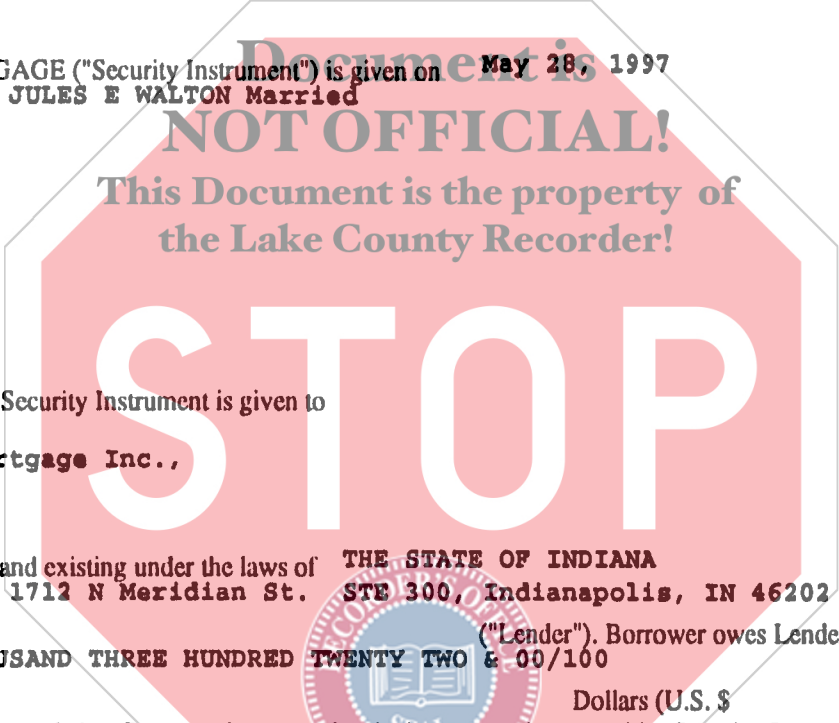 Document is
GAGE ("Security Instrument") is given on May 28, 1997
JULES E WALTON Married
NOT OFFICIAL!
This Document is the property of
the Lake County Recorder!
STOP
Security Instrument is given to
rtgage Inc.,
and existing under the laws of THE STATE OF INDIANA
1712 N Meridian St. STE 300, Indianapolis, IN 46202
RECORDER'S OFFICE
("Lender"). Borrower owes Lende
USAND THREE HUNDRED TWENTY TWO & 00/100
Dollars (U.S. $